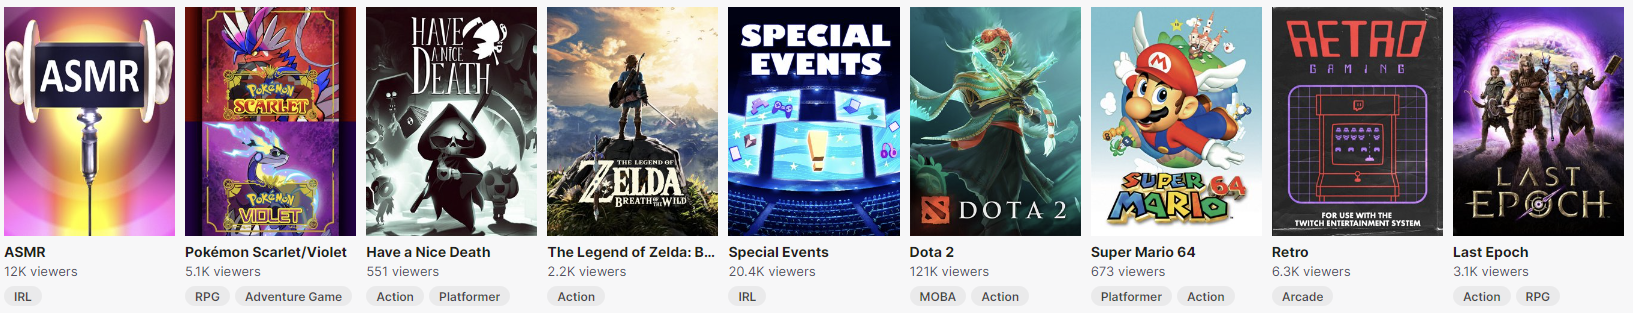 ASMR
POKÉMON
SCARLET
POKÉMON
VIOLET
HAVE
A NICE
DEATH
THE LEGEND OF
ZELDA
BREATH OF THE WILD
SPECIAL
EVENTS
DOTA 2
SUPER
MARIO 64
RETRO
GAMING
FOR USE WITH THE
TWITCH ENTERTAINMENT SYSTEM
LAST
EPOCH
ASMR
12K viewers
IRL
Pokémon Scarlet/Violet
5.1K viewers
RPG Adventure Game
Have a Nice Death
551 viewers
Action Platformer
The Legend of Zelda: B...
2.2K viewers
Action
Special Events
20.4K viewers
IRL
Dota 2
121K viewers
MOBA Action
Super Mario 64
673 viewers
Platformer Action
Retro
6.3K viewers
Arcade
Last Epoch
3.1K viewers
Action RPG